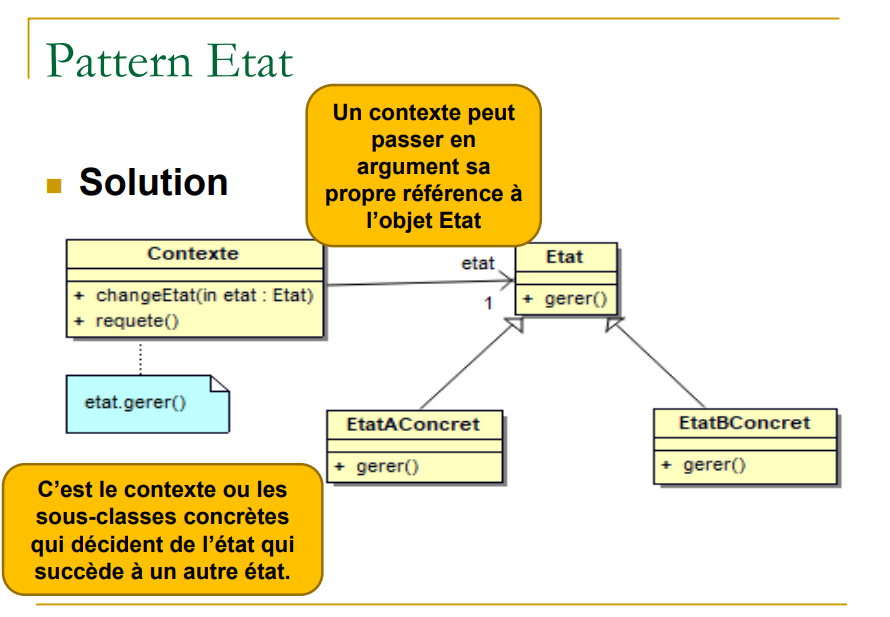 Pattern Etat
Un contexte peut
passer en
argument sa
propre référence à
l'objet Etat
Solution
Contexte
+ changeEtat(in etat : Etat)
+ requete()
etat
1
Etat
+ gerer()
etat.gerer()
EtatAConcret
+ gerer()
EtatBConcret
+ gerer()
C'est le contexte ou les
sous-classes concrètes
qui décident de l'état qui
succède à un autre état.